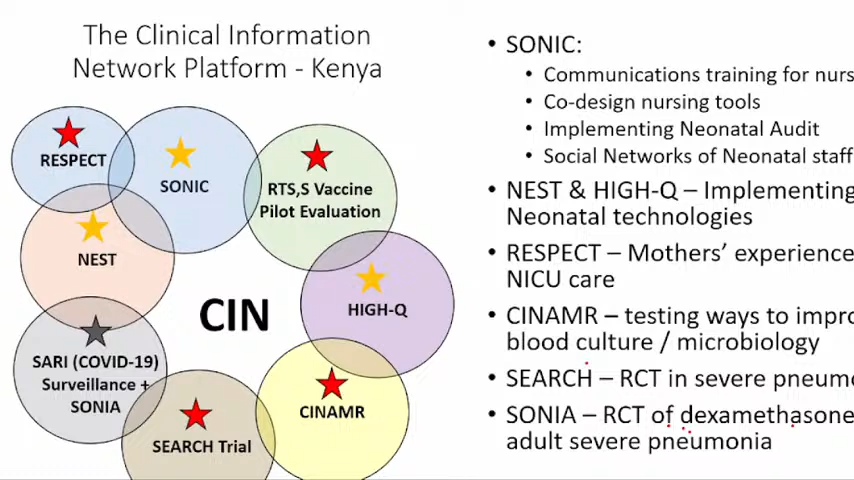 The Clinical Information
Network Platform - Kenya
RESPECT
SONIC
RTS,S Vaccine
Pilot Evaluation
NEST
HIGH-Q
CIN
SARI (COVID-19)
Surveillance +
SONIA
CINAMR
SEARCH Trial
• SONIC:
• Communications training for nurs
• Co-design nursing tools
• Implementing Neonatal Audit
• Social Networks of Neonatal staff
• NEST & HIGH-Q – Implementing
Neonatal technologies
• RESPECT – Mothers’ experience
NICU care
• CINAMR – testing ways to impro
blood culture / microbiology
• SEARCH – RCT in severe pneumo
• SONIA – RCT of dexamethasone
adult severe pneumonia